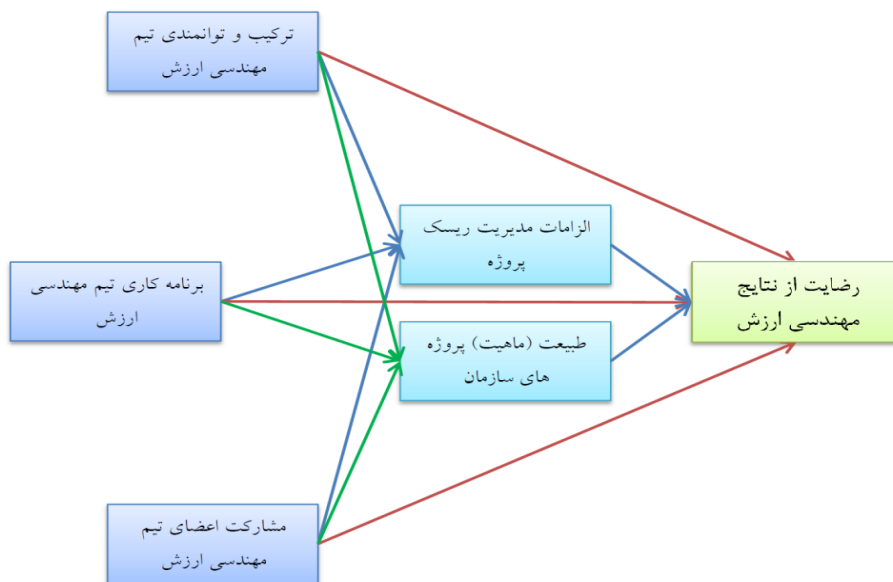 ترکیب و توانمندی تیم
مهندسی ارزش
الزامات مدیریت ریسک
پروژه
برنامه کاری تیم مهندسی
ارزش
رضایت از نتایج
مهندسی ارزش
طبیعت (ماهیت) پروژه
های سازمان
مشارکت اعضای تیم
مهندسی ارزش